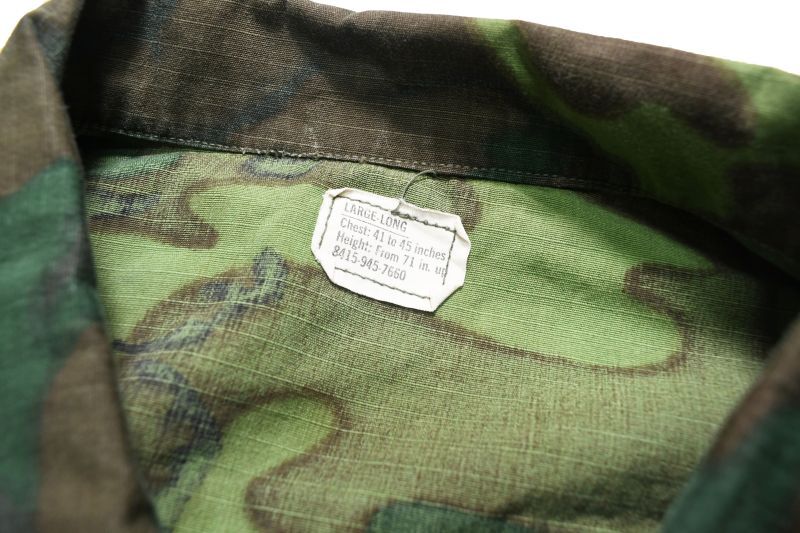 LARGE-LONG
Chest: 41 to 45 inches
Height: From 71 in. up
8415-945-7660